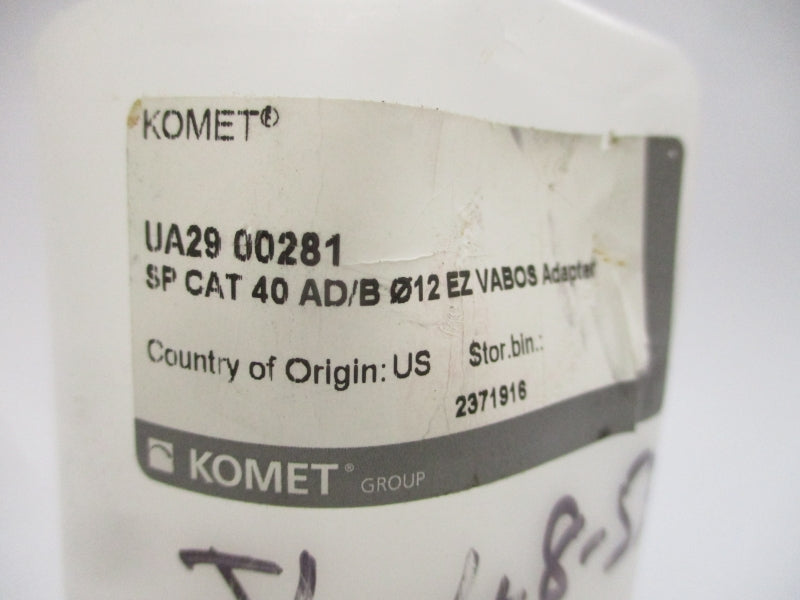 KOMET®
UA29 00281
SP CAT 40 AD/B Ø12 EZ VABOS Adapter
Country of Origin: US Stor.bin.:
2371916
KOMET® GROUP